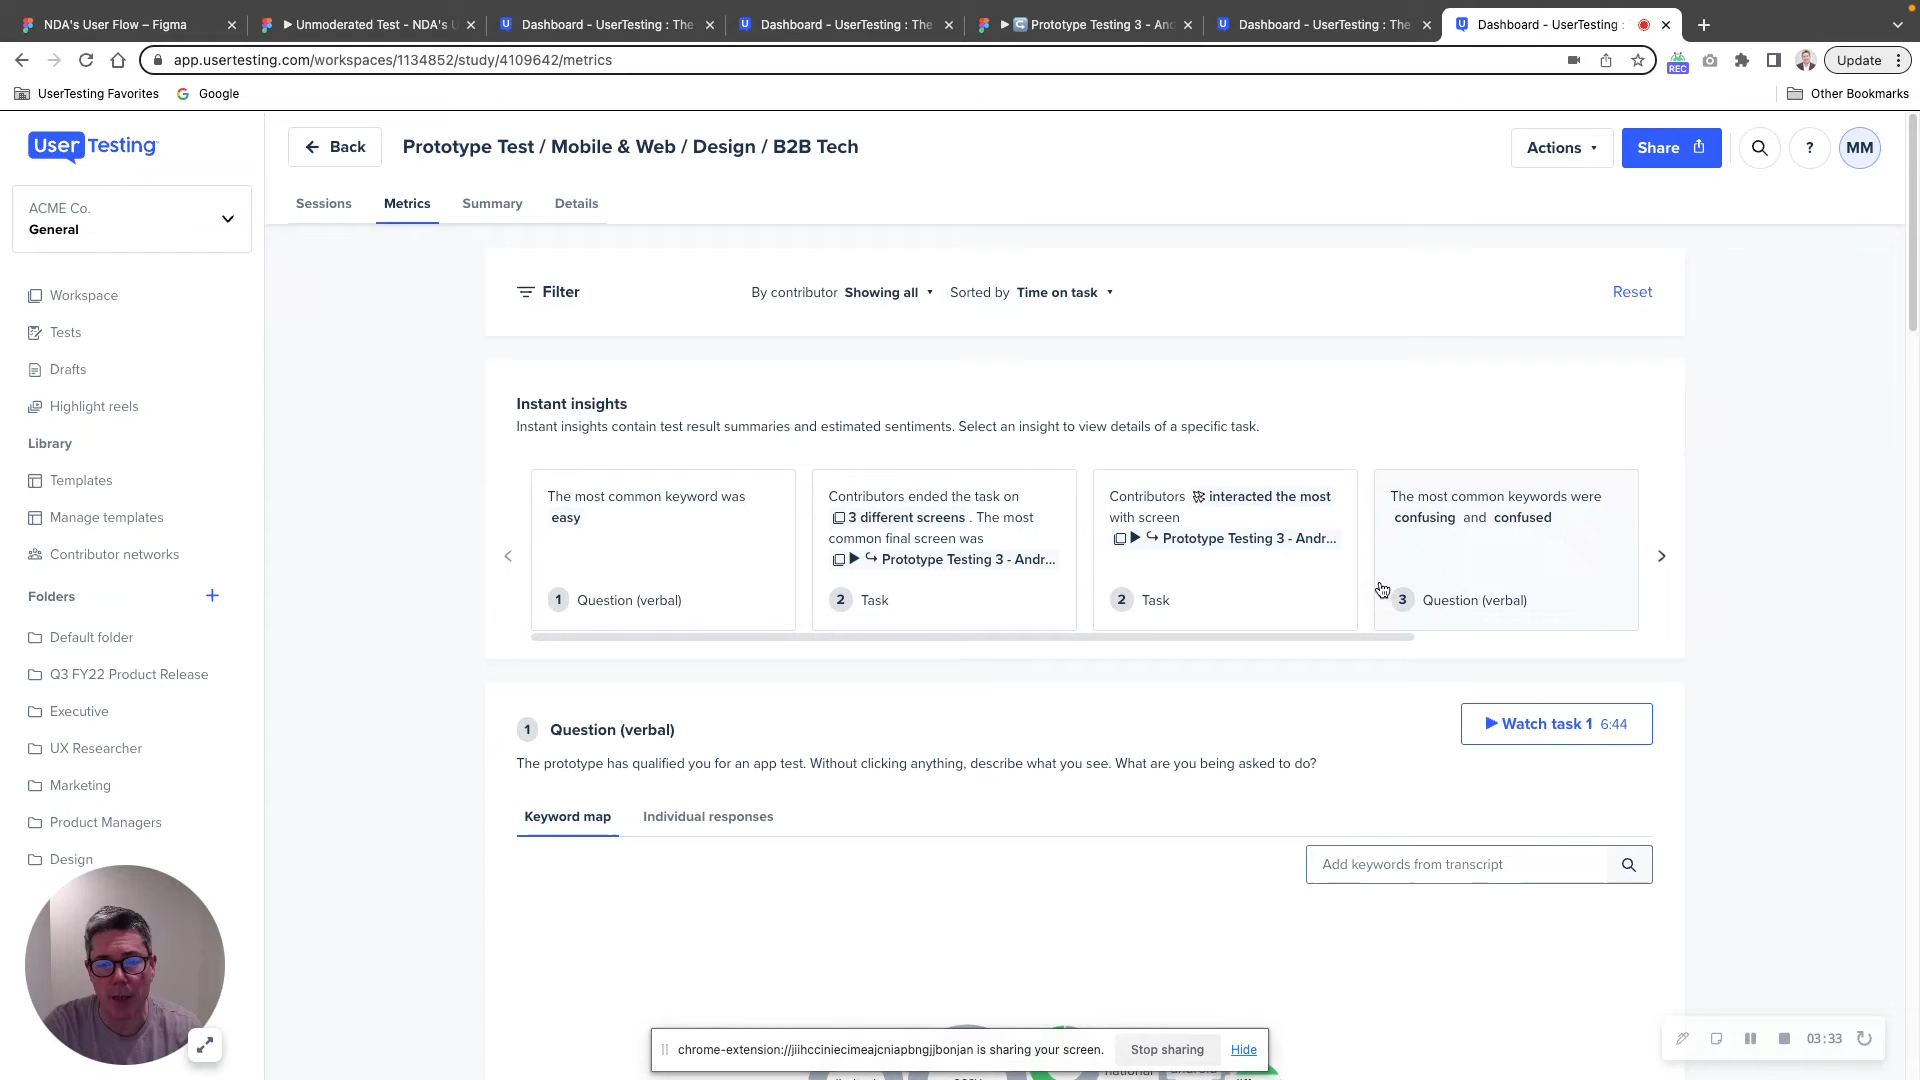 NDA's User Flow – Figma
Unmoderated Test - NDA's U
Dashboard - UserTesting : The
Dashboard - UserTesting : The
Prototype Testing 3 - And
Dashboard - UserTesting : The
Dashboard - UserTesting :
app.usertesting.com/workspaces/1134852/study/4109642/metrics
REC
Update
UserTesting Favorites
Google
Other Bookmarks
UserTesting
Back
Prototype Test / Mobile & Web / Design / B2B Tech
Actions
Share
?
MM
ACME Co.
General
Sessions
Metrics
Summary
Details
Workspace
Tests
Drafts
Highlight reels
Library
Templates
Manage templates
Contributor networks
Folders
Default folder
Q3 FY22 Product Release
Executive
UX Researcher
Marketing
Product Managers
Design
Filter
By contributor Showing all
Sorted by Time on task
Reset
Instant insights
Instant insights contain test result summaries and estimated sentiments. Select an insight to view details of a specific task.
The most common keyword was
easy
1 Question (verbal)
Contributors ended the task on
3 different screens . The most
common final screen was
Prototype Testing 3 - Andr...
2 Task
Contributors interacted the most
with screen
Prototype Testing 3 - Andr...
2 Task
The most common keywords were
confusing and confused
3 Question (verbal)
1 Question (verbal)
Watch task 1 6:44
The prototype has qualified you for an app test. Without clicking anything, describe what you see. What are you being asked to do?
Keyword map
Individual responses
Add keywords from transcript
chrome-extension://jiihcciniecimeajcniapbngjjbonjan is sharing your screen.
Stop sharing
Hide
03:33